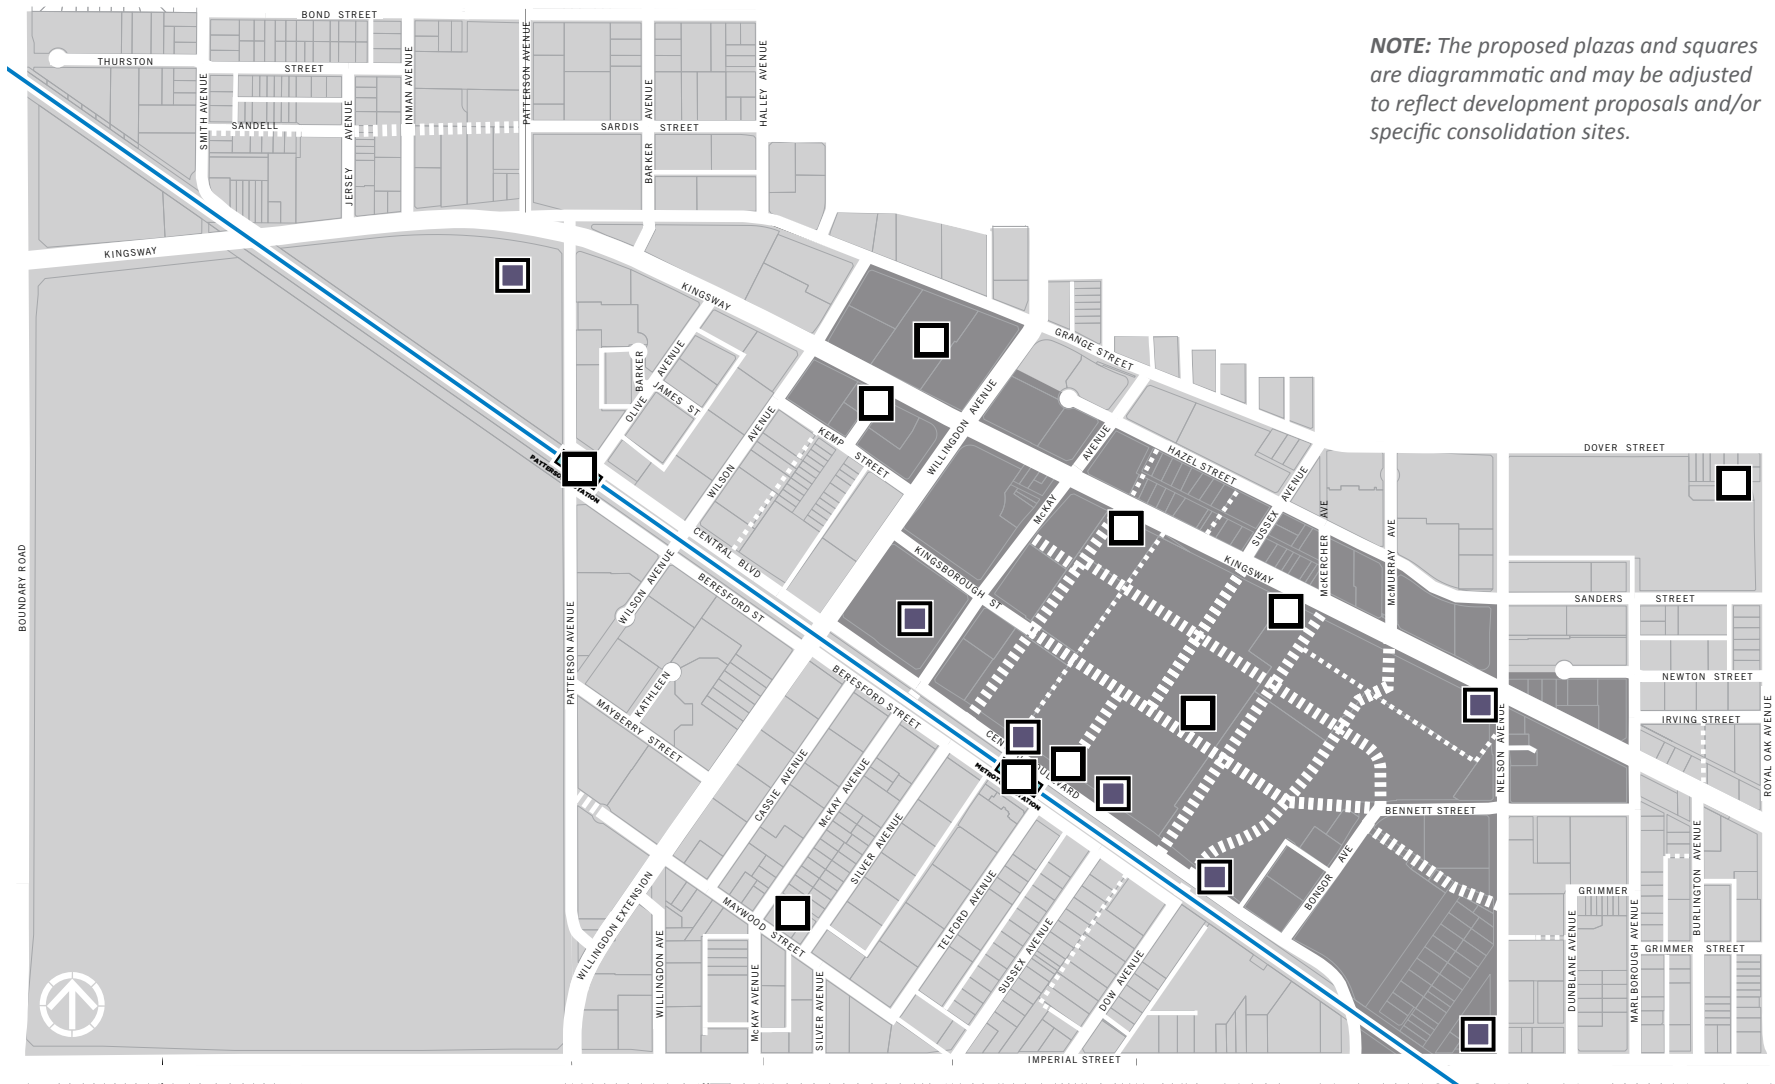 BOND STREET
NOTE: The proposed plazas and squares
are diagrammatic and may be adjusted
to reflect development proposals and/or
specific consolidation sites.
THURSTON
STREET
SMITH AVENUE
SANDELL
JERSEY AVENUE
INMAN AVENUE
PATTERSON AVENUE
BARKER AVENUE
HALLEY AVENUE
SARDIS STREET
KINGSWAY
KINGSWAY
GRANGE STREET
BARKER
OLIVE AVENUE
JAMES ST
WILSON AVENUE
KEMP STREET
WILLINGDON AVENUE
McKAY AVENUE
HAZEL STREET
SUSSEX AVENUE
McKERCHER AVE
McMURRAY AVE
DOVER STREET
KINGSWAY
KINGSBOROUGH ST
CENTRAL BLVD
BERESFORD ST
BERESFORD STREET
BOUNDARY ROAD
PATTERSON AVENUE
WILSON AVENUE
KATHLEEN
MAYBERRY STREET
SANDERS STREET
NEWTON STREET
IRVING STREET
NELSON AVENUE
ROYAL OAK AVENUE
BENNETT STREET
BONSOR AVE
CASSIE AVENUE
McKAY AVENUE
SILVER AVENUE
TELFORD AVENUE
SUSSEX AVENUE
DOW AVENUE
MAYWOOD STREET
WILLINGDON EXTENSION
WILLINGDON AVE
McKAY AVENUE
SILVER AVENUE
BURLINGTON AVENUE
GRIMMER
GRIMMER STREET
DUNBLANE AVENUE
MARLBOROUGH AVENUE
IMPERIAL STREET